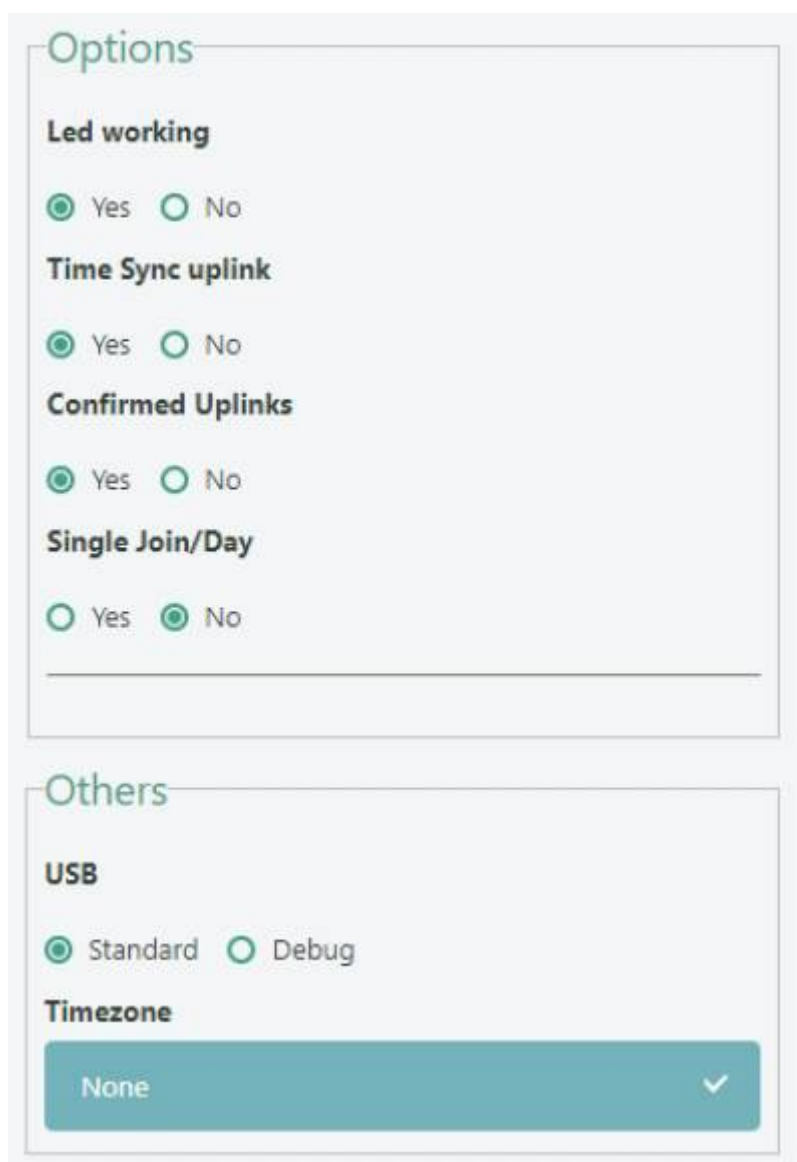 Options
Led working
Yes No
Time Sync uplink
Yes No
Confirmed Uplinks
Yes No
Single Join/Day
Yes No
Others
USB
Standard Debug
Timezone
None